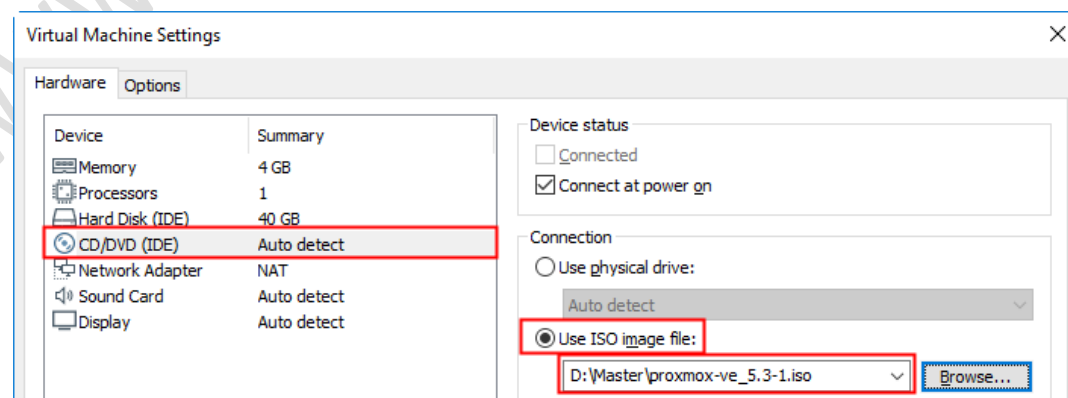 Virtual Machine Settings
Hardware Options
Device Summary
Memory 4 GB
Processors 1
Hard Disk (IDE) 40 GB
CD/DVD (IDE) Auto detect
Network Adapter NAT
Sound Card Auto detect
Display Auto detect
Device status
Connected
Connect at power on
Connection
Use physical drive:
Auto detect
Use ISO image file:
D:\Master\proxmox-ve_5.3-1.iso
Browse...